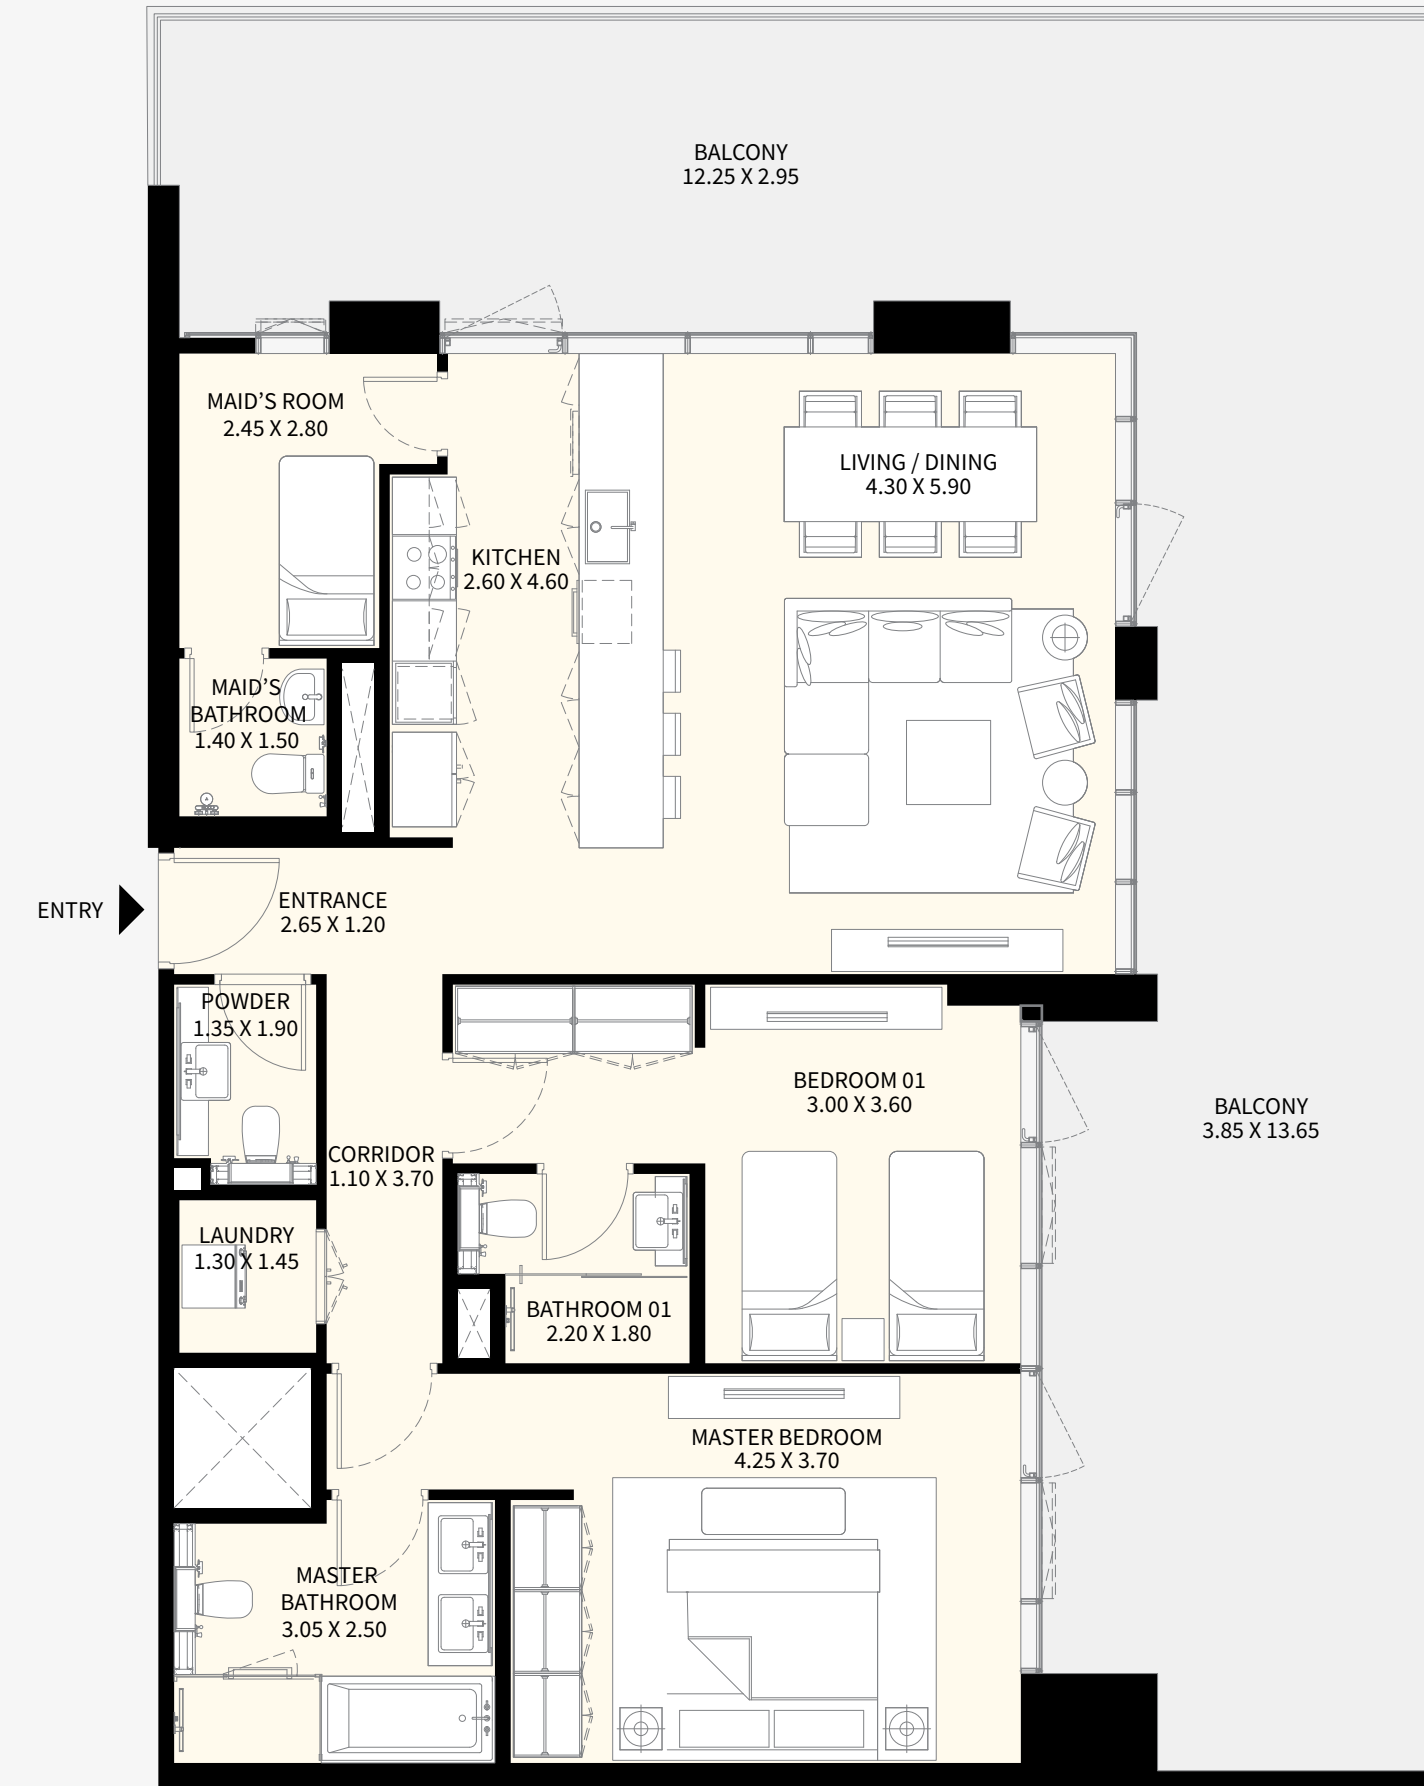 BALCONY
12.25 X 2.95
MAID’S ROOM
2.45 X 2.80
LIVING / DINING
4.30 X 5.90
KITCHEN
2.60 X 4.60
MAID’S
BATHROOM
1.40 X 1.50
ENTRY
ENTRANCE
2.65 X 1.20
POWDER
1.35 X 1.90
BEDROOM 01
3.00 X 3.60
BALCONY
3.85 X 13.65
CORRIDOR
1.10 X 3.70
LAUNDRY
1.30 X 1.45
BATHROOM 01
2.20 X 1.80
MASTER BEDROOM
4.25 X 3.70
MASTER
BATHROOM
3.05 X 2.50